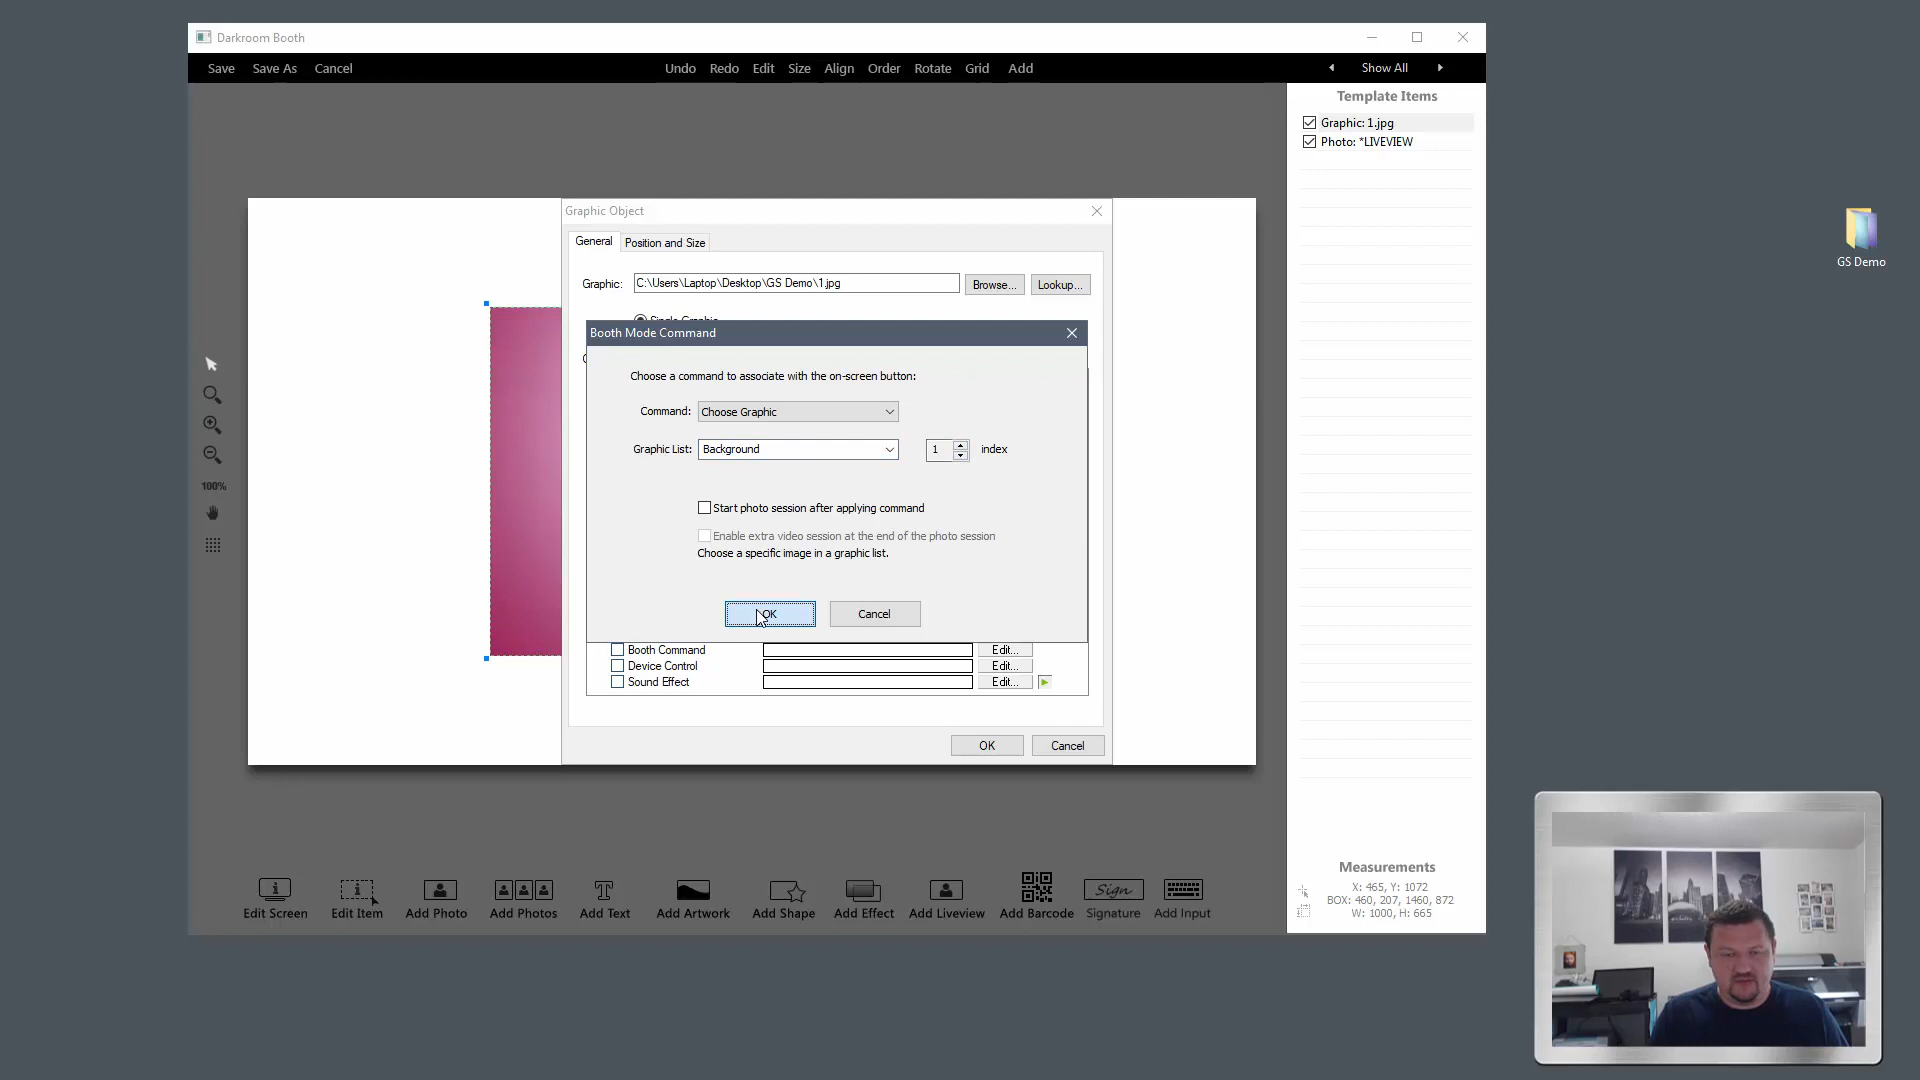 Darkroom Booth
Save Save As Cancel Undo Redo Edit Size Align Order Rotate Grid Add Show All
Template Items
Graphic: 1.jpg
Photo: *LIVEVIEW
Graphic Object
General Position and Size
Graphic: C:\Users\Laptop\Desktop\GS Demo\1.jpg Browse... Lookup...
Single Graphic
Booth Mode Command
Choose a command to associate with the on-screen button:
Command: Choose Graphic
Graphic List: Background 1 index
Start photo session after applying command
Enable extra video session at the end of the photo session
Choose a specific image in a graphic list.
OK Cancel
Booth Command Edit...
Device Control Edit...
Sound Effect Edit...
OK Cancel
100%
GS Demo
Measurements
X: 465, Y: 1072
BOX: 460, 207, 1460, 872
W: 1000, H: 665
Sign
Edit Screen Edit Item Add Photo Add Photos Add Text Add Artwork Add Shape Add Effect Add Liveview Add Barcode Signature Add Input